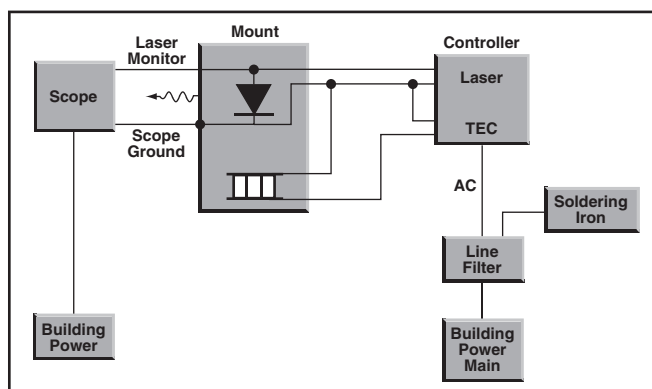 Mount
Controller
Laser
Monitor
Scope
Laser
Scope
Ground
TEC
AC
Soldering
Iron
Line
Filter
Building
Power
Building
Power
Main